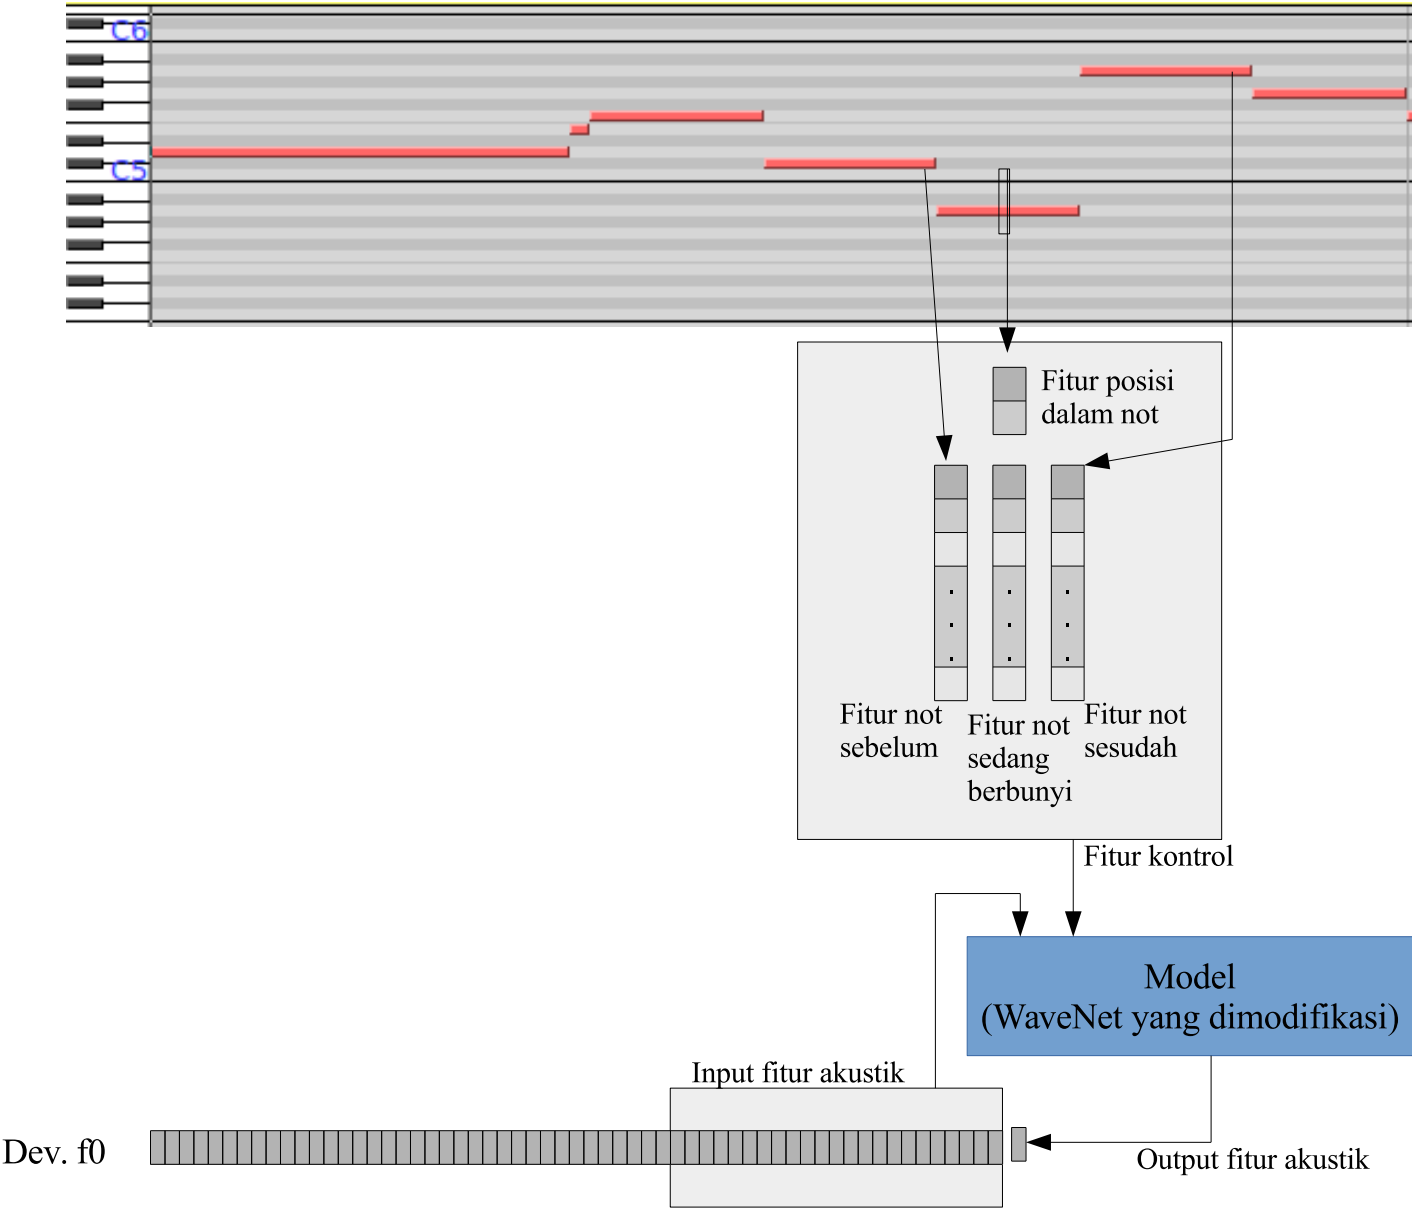 C6
C5
Fitur posisi
dalam not
Fitur not
sebelum
Fitur not
sedang
berbunyi
Fitur not
sesudah
Fitur kontrol
Model
(WaveNet yang dimodifikasi)
Input fitur akustik
Dev. f0
Output fitur akustik